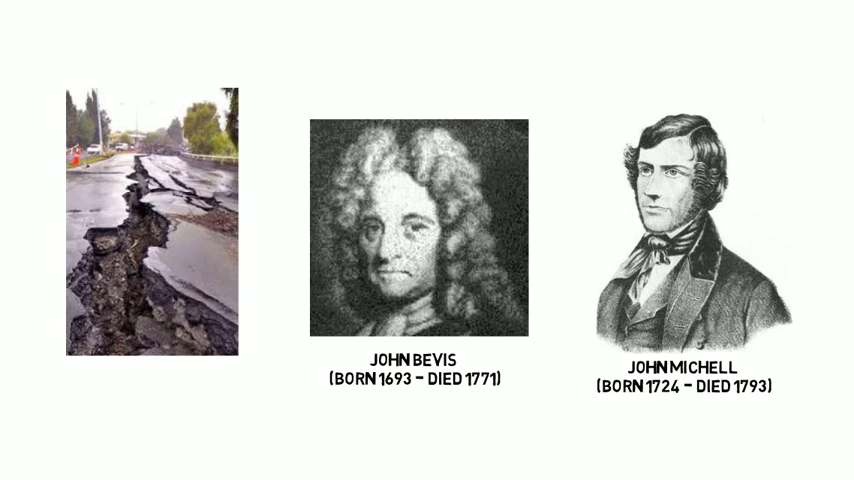 JOHN BEVIS
(BORN 1693 - DIED 1771)
JOHN MICHELL
(BORN 1724 - DIED 1793)